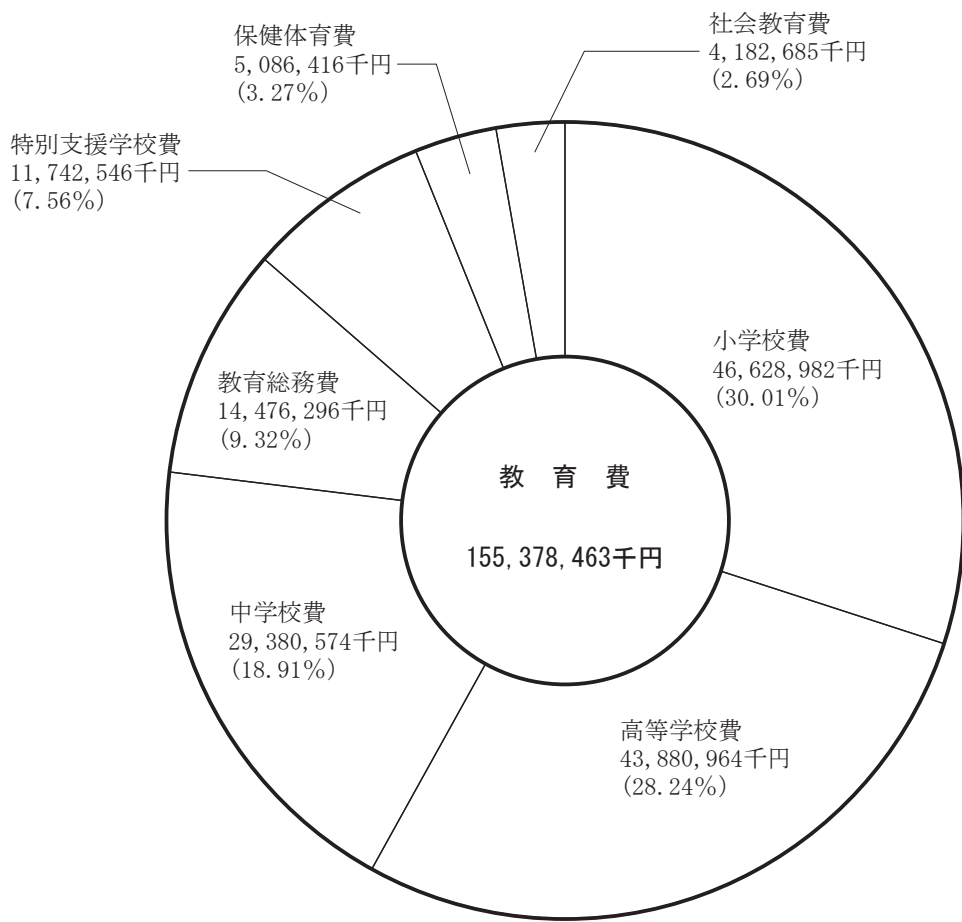 保健体育費
5,086,416千円
(3.27%)
社会教育費
4,182,685千円
(2.69%)
特別支援学校費
11,742,546千円
(7.56%)
小学校費
46,628,982千円
(30.01%)
教育総務費
14,476,296千円
(9.32%)
教 育 費
155,378,463千円
中学校費
29,380,574千円
(18.91%)
高等学校費
43,880,964千円
(28.24%)